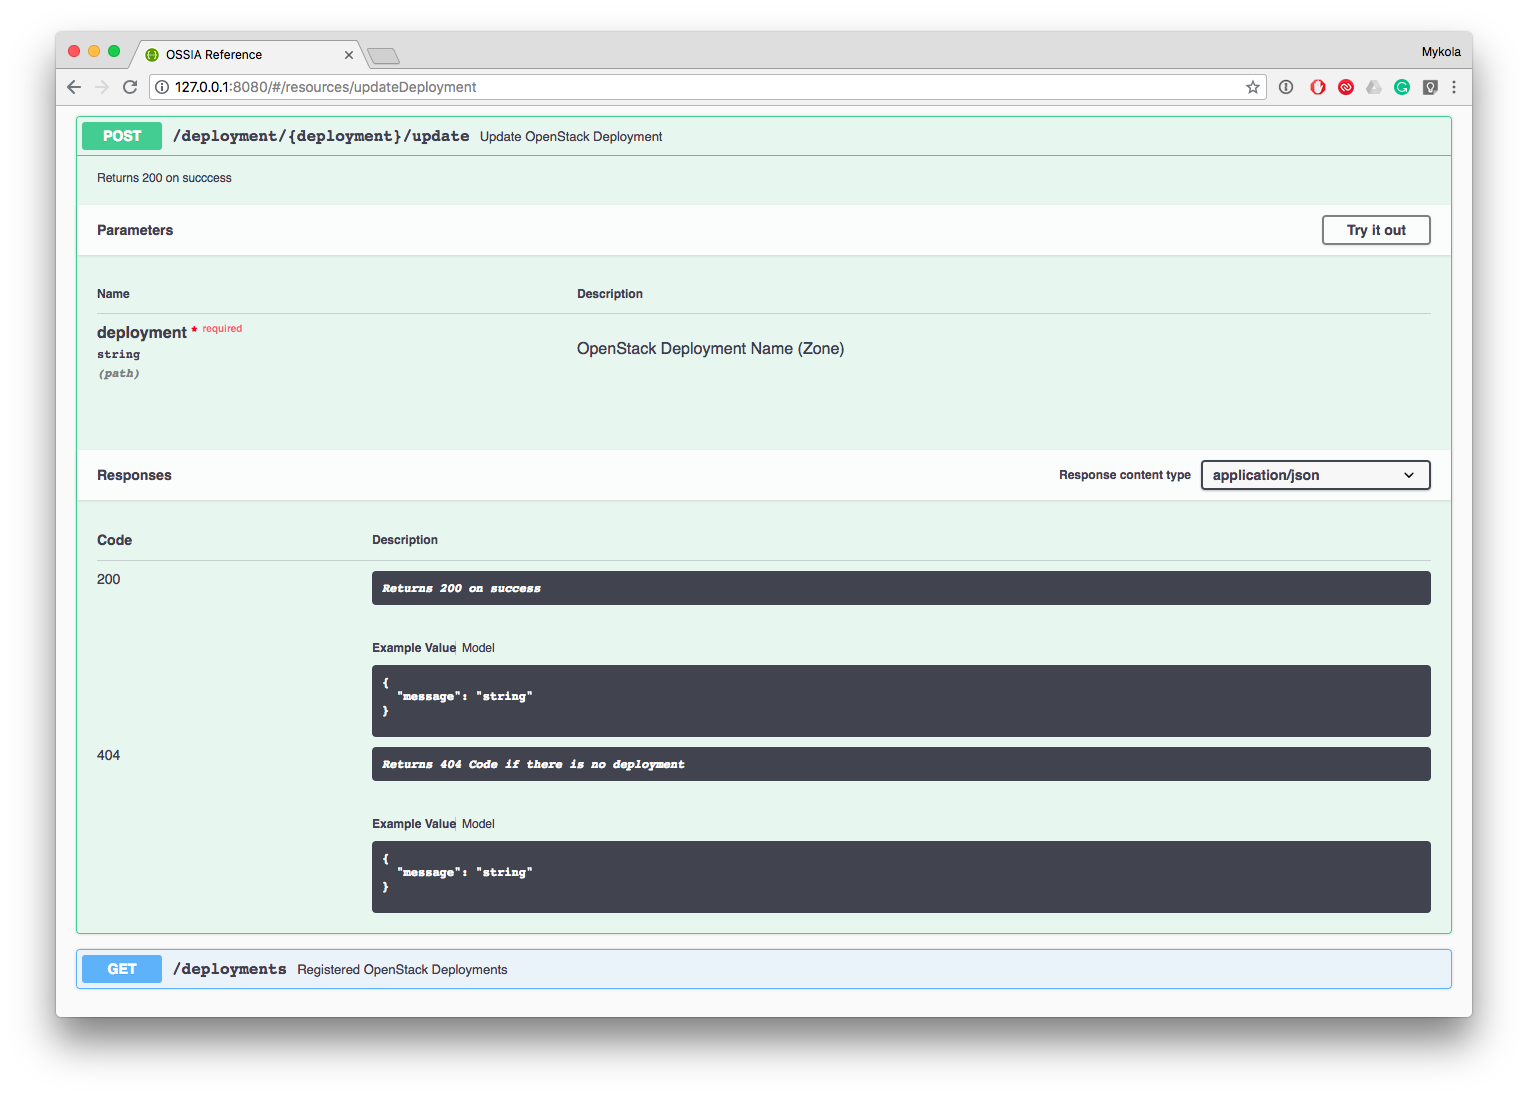 OSSIA Reference
Mykola
127.0.0.1:8080/#/resources/updateDeployment
POST /deployment/{deployment}/update Update OpenStack Deployment
Returns 200 on succcess
Parameters
Try it out
Name Description
deployment * required
string
(path)
OpenStack Deployment Name (Zone)
Responses
Response content type application/json
Code Description
200
Returns 200 on success
Example Value Model
{
"message": "string"
}
404
Returns 404 Code if there is no deployment
Example Value Model
{
"message": "string"
}
GET /deployments Registered OpenStack Deployments